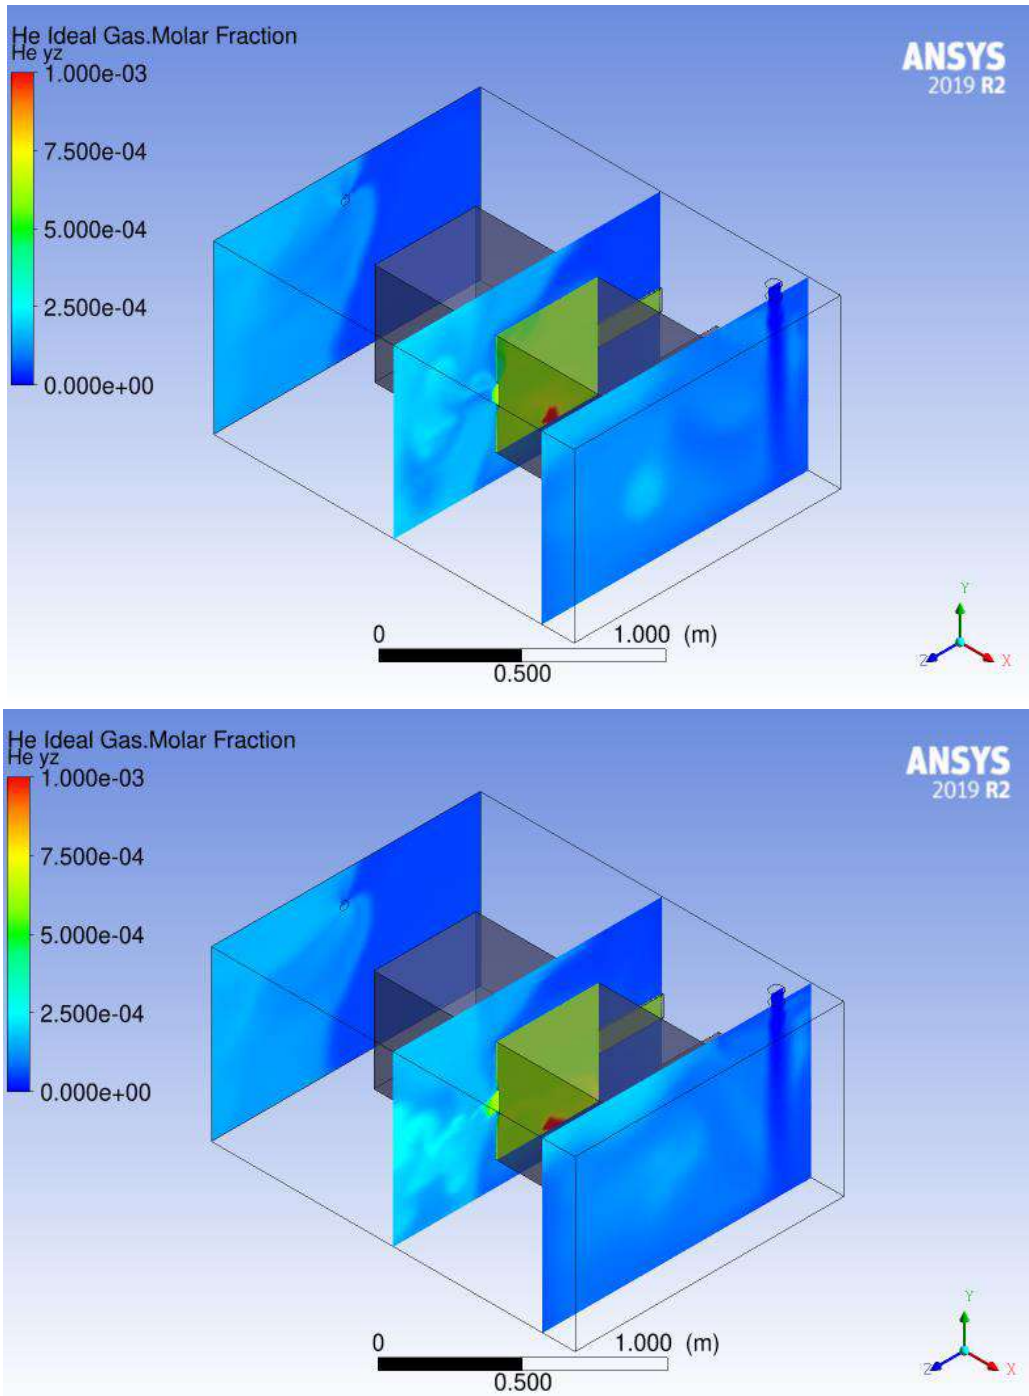 He Ideal Gas.Molar Fraction
He yz
1.000e-03
7.500e-04
5.000e-04
2.500e-04
0.000e+00
ANSYS
2019 R2
0 1.000 (m)
0.500
Y
Z X
He Ideal Gas.Molar Fraction
He yz
1.000e-03
7.500e-04
5.000e-04
2.500e-04
0.000e+00
ANSYS
2019 R2
0 1.000 (m)
0.500
Y
Z X